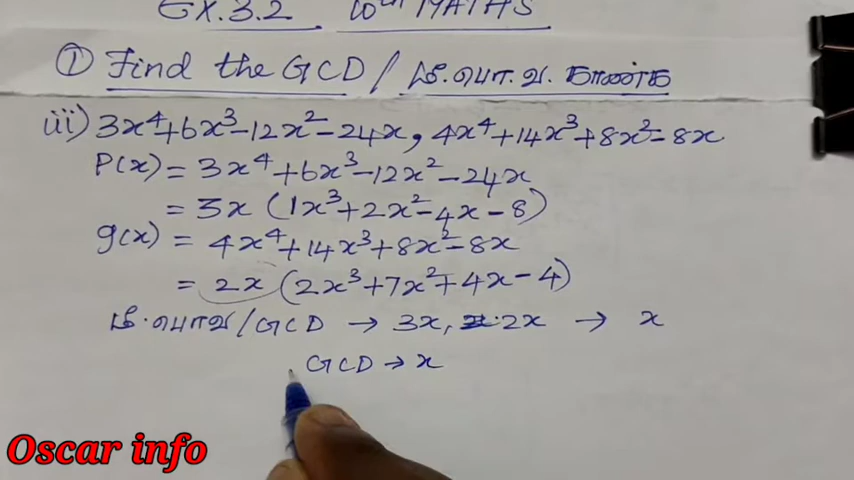 Ex.3.2 10th MATHS
① Find the GCD / மீ.பொ.வ. காண்க
iii) 3x⁴+6x³-12x²-24x, 4x⁴+14x³+8x²-8x
P(x) = 3x⁴+6x³-12x²-24x
= 3x (1x³+2x²-4x-8)
g(x) = 4x⁴+14x³+8x²-8x
= 2x (2x³+7x²+4x-4)
மீ.பொவ/GCD → 3x, 2x → x
GCD → x
Oscar info